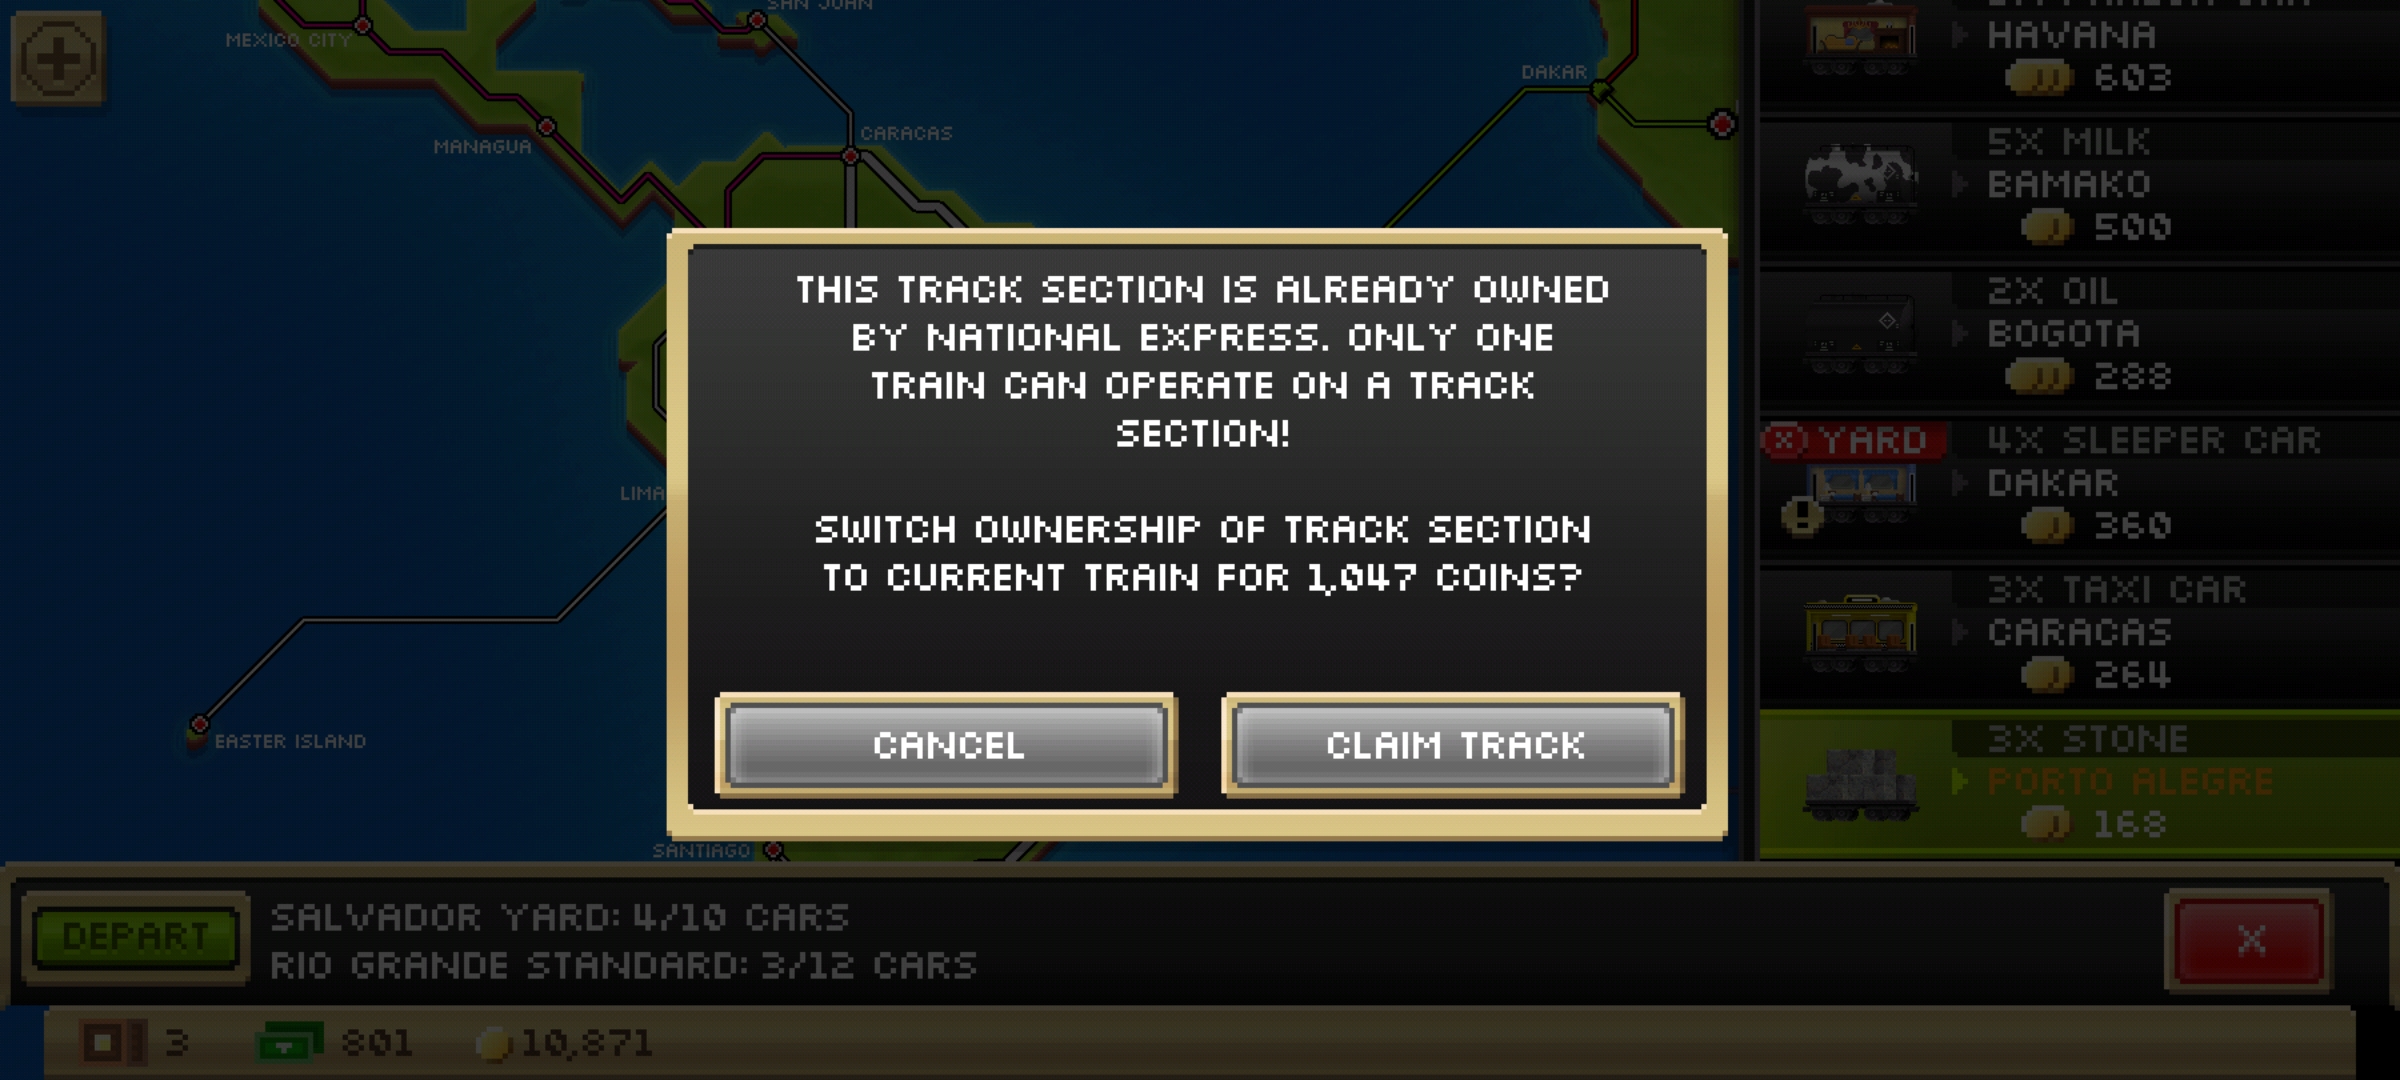 SAN JUAN
MEXICO CITY
MANAGUA
CARACAS
DAKAR
LIMA
EASTER ISLAND
SANTIAGO
THIS TRACK SECTION IS ALREADY OWNED
BY NATIONAL EXPRESS. ONLY ONE
TRAIN CAN OPERATE ON A TRACK
SECTION!
SWITCH OWNERSHIP OF TRACK SECTION
TO CURRENT TRAIN FOR 1,047 COINS?
CANCEL
CLAIM TRACK
HAVANA
603
5X MILK
BAMAKO
500
2X OIL
BOGOTA
288
YARD
4X SLEEPER CAR
DAKAR
360
3X TAXI CAR
CARACAS
264
3X STONE
PORTO ALEGRE
168
DEPART
SALVADOR YARD: 4/10 CARS
RIO GRANDE STANDARD: 3/12 CARS
X
3
801
10,871